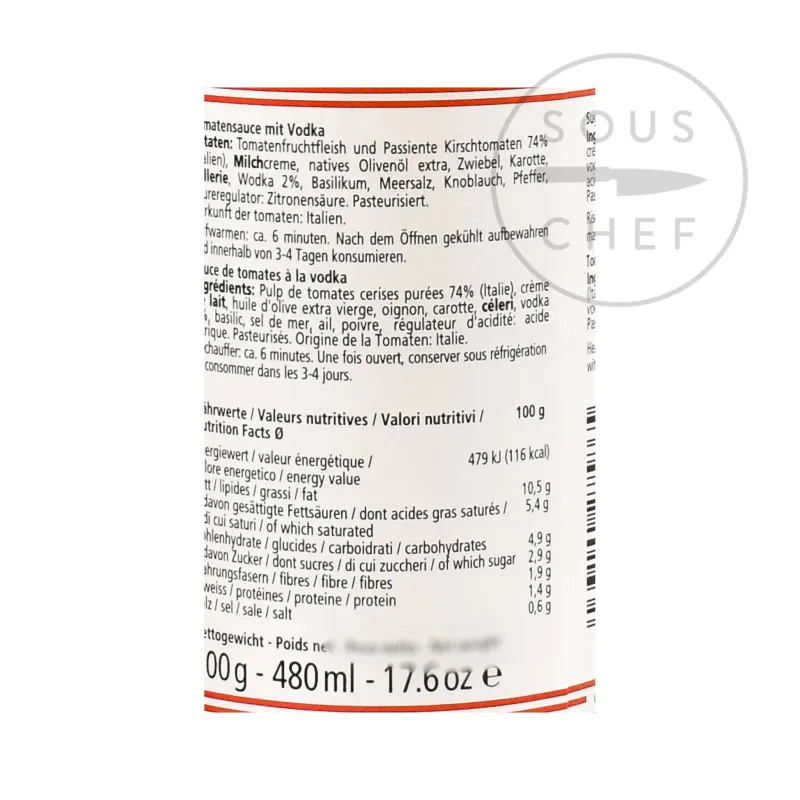 SOUS
CHEF
matensauce mit Vodka
taten: Tomatenfruchtfleish und Passiente Kirschtomaten 74%
alien), Milchcreme, natives Olivenöl extra, Zwiebel, Karotte,
llerie, Wodka 2%, Basilikum, Meersalz, Knoblauch, Pfeffer,
ureregulator: Zitronensäure. Pasteurisiert.
rkunft der tomaten: Italien.
fwarmen: ca. 6 minuten. Nach dem Öffnen gekühlt aufbewahren
d innerhalb von 3-4 Tagen konsumieren.
uce de tomates à la vodka
grédients: Pulp de tomates cerises purées 74% (Italie), crème
lait, huile d'olive extra vierge, oignon, carotte, céleri, vodka
%, basilic, sel de mer, ail, poivre, régulateur d'acidité: acide
rique. Pasteurisés. Origine de la Tomaten: Italie.
chauffer: ca. 6 minutes. Une fois ouvert, conserver sous réfrigération
consommer dans les 3-4 jours.
ährwerte / Valeurs nutritives / Valori nutritivi / 100 g
utrition Facts Ø
ergiewert / valeur énergétique / 479 kJ (116 kcal)
lore energetico / energy value
tt / lipides / grassi / fat 10,5 g
davon gesättigte Fettsäuren / dont acides gras saturés / 5,4 g
di cui saturi / of which saturated
ohlenhydrate / glucides / carboidrati / carbohydrates 4,9 g
davon Zucker / dont sucres / di cui zuccheri / of which sugar 2,9 g
ahrungsfasern / fibres / fibre / fibres 1,9 g
weiss / protéines / proteine / protein 1,4 g
lz / sel / sale / salt 0,6 g
ettogewicht - Poids ne
00g - 480ml - 17.6oz e